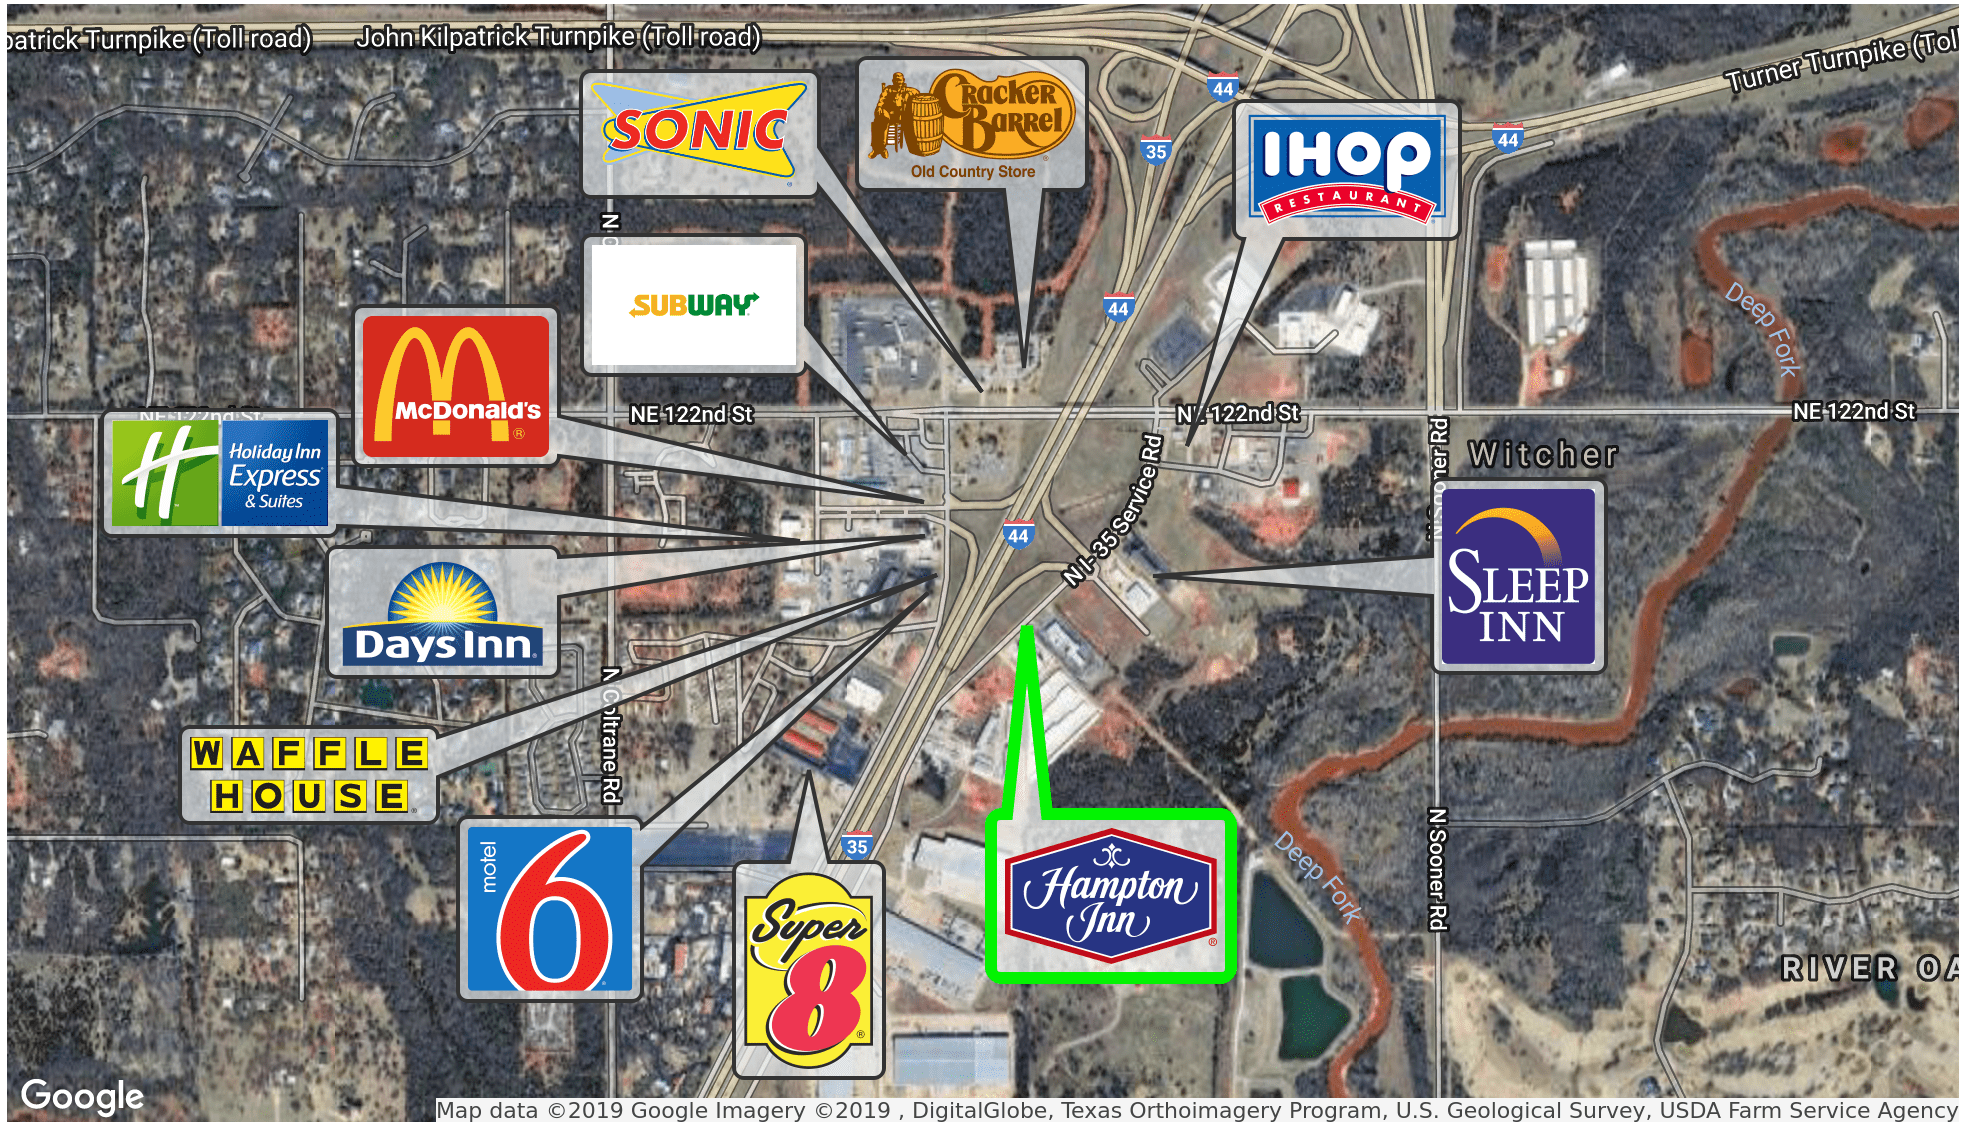 patrick Turnpike (Toll road)
John Kilpatrick Turnpike (Toll road)
Turner Turnpike (Tol
44
35
44
SONIC
CRACKER
BARREL
Old Country Store
IHOP
RESTAURANT
N C
SUBWAY
44
Deep Fork
McDonald's
NE 122nd St
NE 122nd St
NE 122nd St
NE 122nd St
Witcher
N Sooner Rd
Holiday Inn
Express
& Suites
N I-35 Service Rd
44
SLEEP
INN
Days Inn
N Coltrane Rd
WAFFLE
HOUSE
motel
6
35
Super
8
Hampton
Inn
Deep Fork
N Sooner Rd
RIVER OA
Google
Map data ©2019 Google Imagery ©2019 , DigitalGlobe, Texas Orthoimagery Program, U.S. Geological Survey, USDA Farm Service Agency